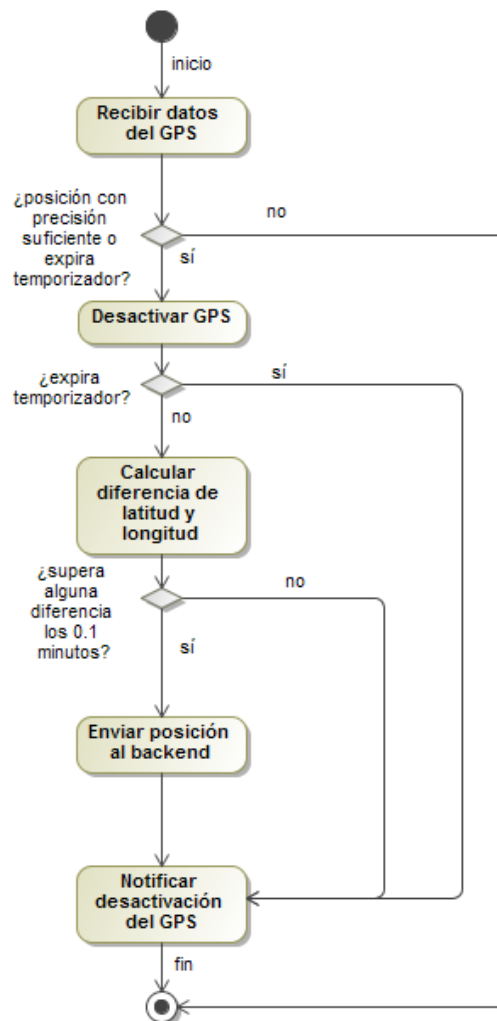 inicio
Recibir datos
del GPS
¿posición con
precisión
suficiente o
expira
temporizador?
no
sí
Desactivar GPS
¿expira
temporizador?
sí
no
Calcular
diferencia de
latitud y
longitud
¿supera
alguna
diferencia
los 0.1
minutos?
no
sí
Enviar posición
al backend
Notificar
desactivación
del GPS
fin